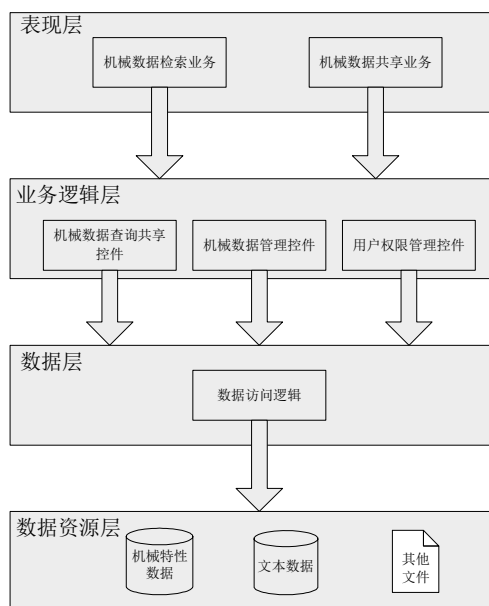 表现层
机械数据检索业务
机械数据共享业务
业务逻辑层
机械数据查询共享
控件
机械数据管理控件
用户权限管理控件
数据层
数据访问逻辑
数据资源层
机械特性
数据
文本数据
其他
文件